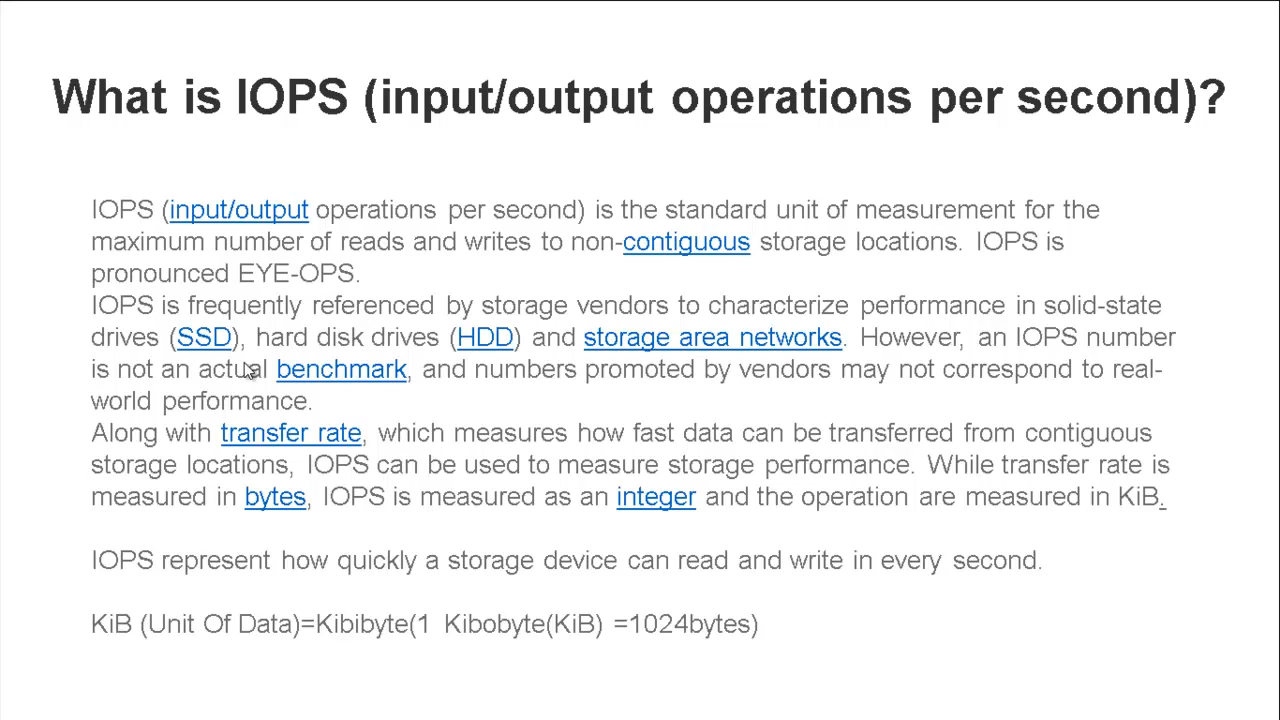 What is IOPS (input/output operations per second)?
IOPS (input/output operations per second) is the standard unit of measurement for the
maximum number of reads and writes to non-contiguous storage locations. IOPS is
pronounced EYE-OPS.
IOPS is frequently referenced by storage vendors to characterize performance in solid-state
drives (SSD), hard disk drives (HDD) and storage area networks. However, an IOPS number
is not an actual benchmark, and numbers promoted by vendors may not correspond to real-
world performance.
Along with transfer rate, which measures how fast data can be transferred from contiguous
storage locations, IOPS can be used to measure storage performance. While transfer rate is
measured in bytes, IOPS is measured as an integer and the operation are measured in KiB.
IOPS represent how quickly a storage device can read and write in every second.
KiB (Unit Of Data)=Kibibyte(1 Kibobyte(KiB) =1024bytes)